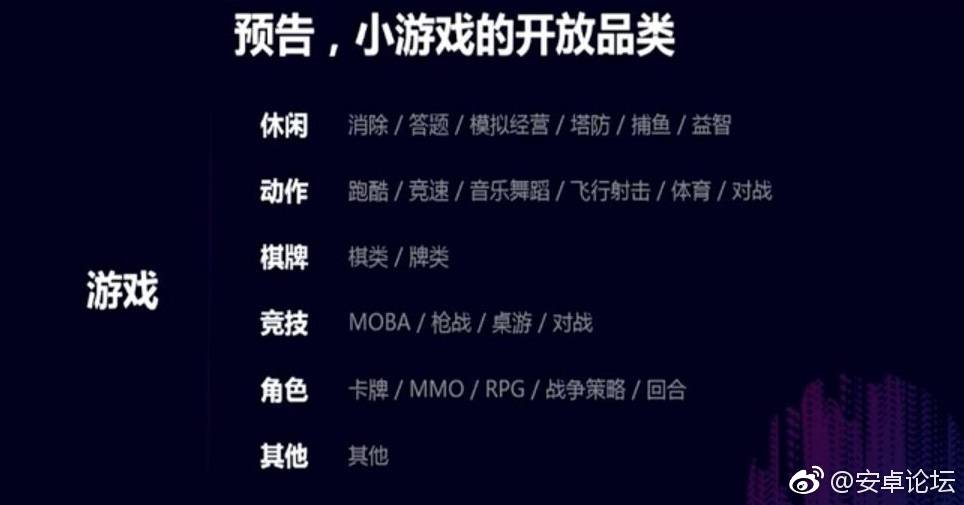 预告，小游戏的开放品类
游戏
休闲 消除 / 答题 / 模拟经营 / 塔防 / 捕鱼 / 益智
动作 跑酷 / 竞速 / 音乐舞蹈 / 飞行射击 / 体育 / 对战
棋牌 棋类 / 牌类
竞技 MOBA / 枪战 / 桌游 / 对战
角色 卡牌 / MMO / RPG / 战争策略 / 回合
其他 其他
@安卓论坛